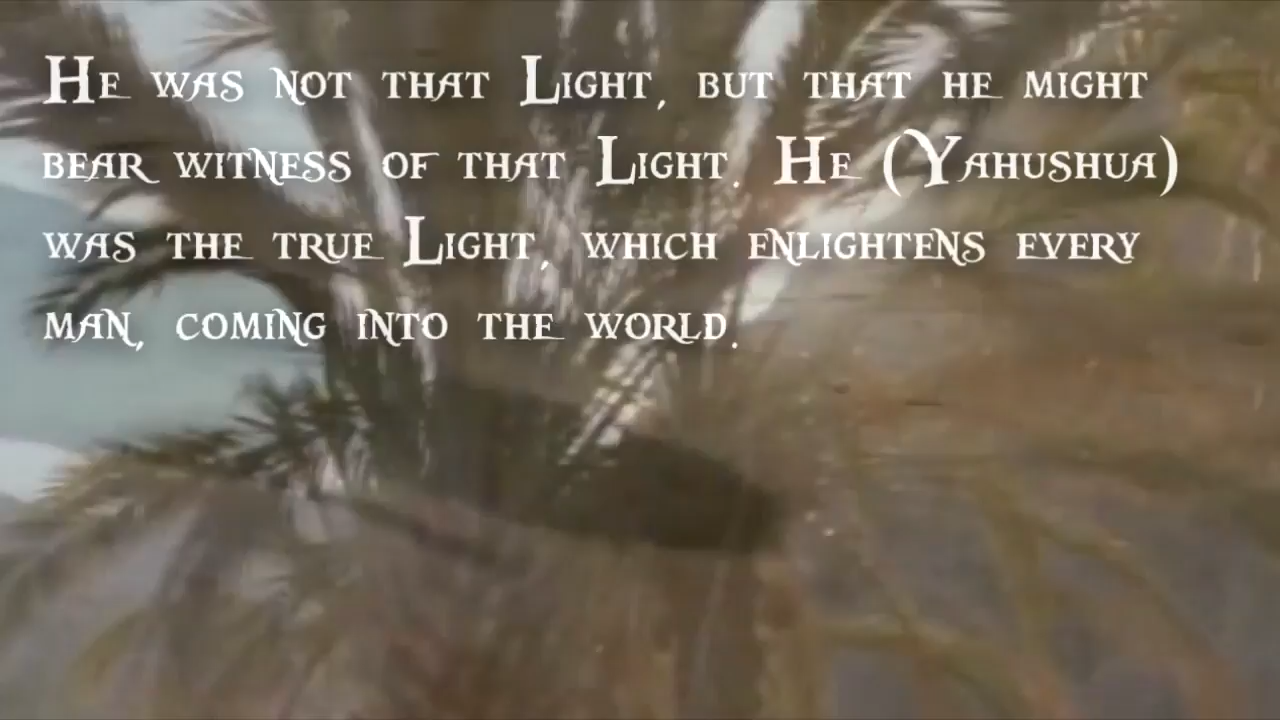 He was not that Light, but that he might
bear witness of that Light. He (Yahushua)
was the true Light, which enlightens every
man, coming into the world.